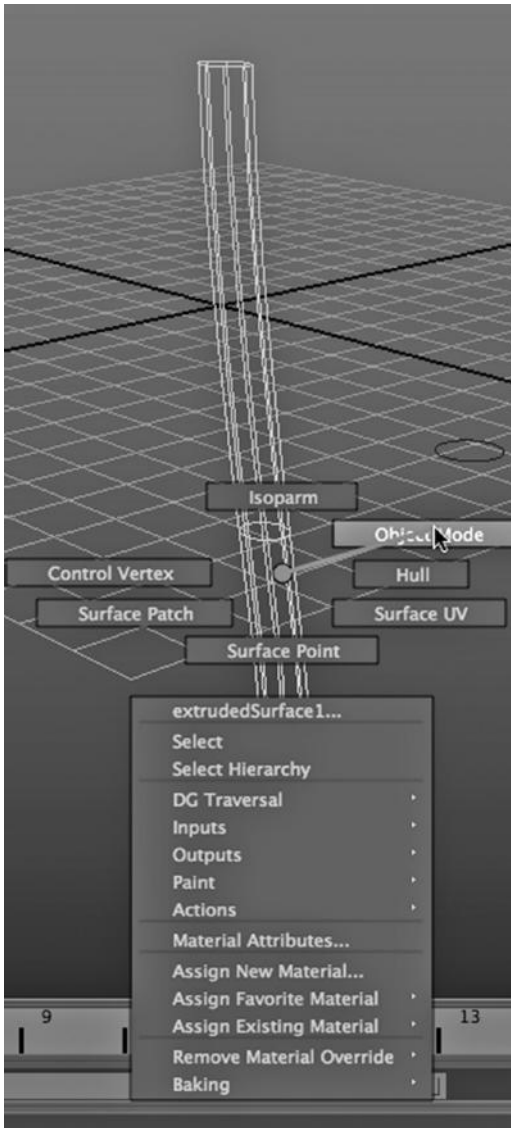 Isoparm
Object Mode
Control Vertex
Hull
Surface Patch
Surface UV
Surface Point
extrudedSurface1...
Select
Select Hierarchy
DG Traversal
Inputs
Outputs
Paint
Actions
Material Attributes...
Assign New Material...
Assign Favorite Material
Assign Existing Material
Remove Material Override
Baking
9
13